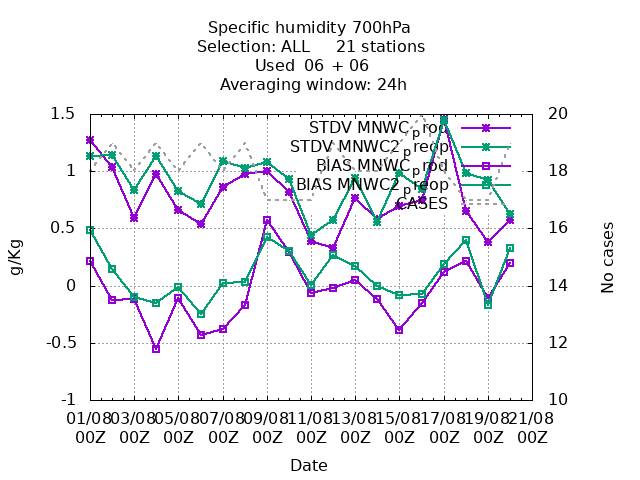 Specific humidity 700hPa
Selection: ALL 21 stations
Used 06 + 06
Averaging window: 24h
STDV MNWC_prod
STDV MNWC2_preop
BIAS MNWC_prod
BIAS MNWC2_preop
CASES
1.5
1
0.5
0
-0.5
-1
g/Kg
20
18
16
14
12
10
No cases
01/08 03/08 05/08 07/08 09/08 11/08 13/08 15/08 17/08 19/08 21/08
00Z 00Z 00Z 00Z 00Z 00Z 00Z 00Z 00Z 00Z 00Z
Date